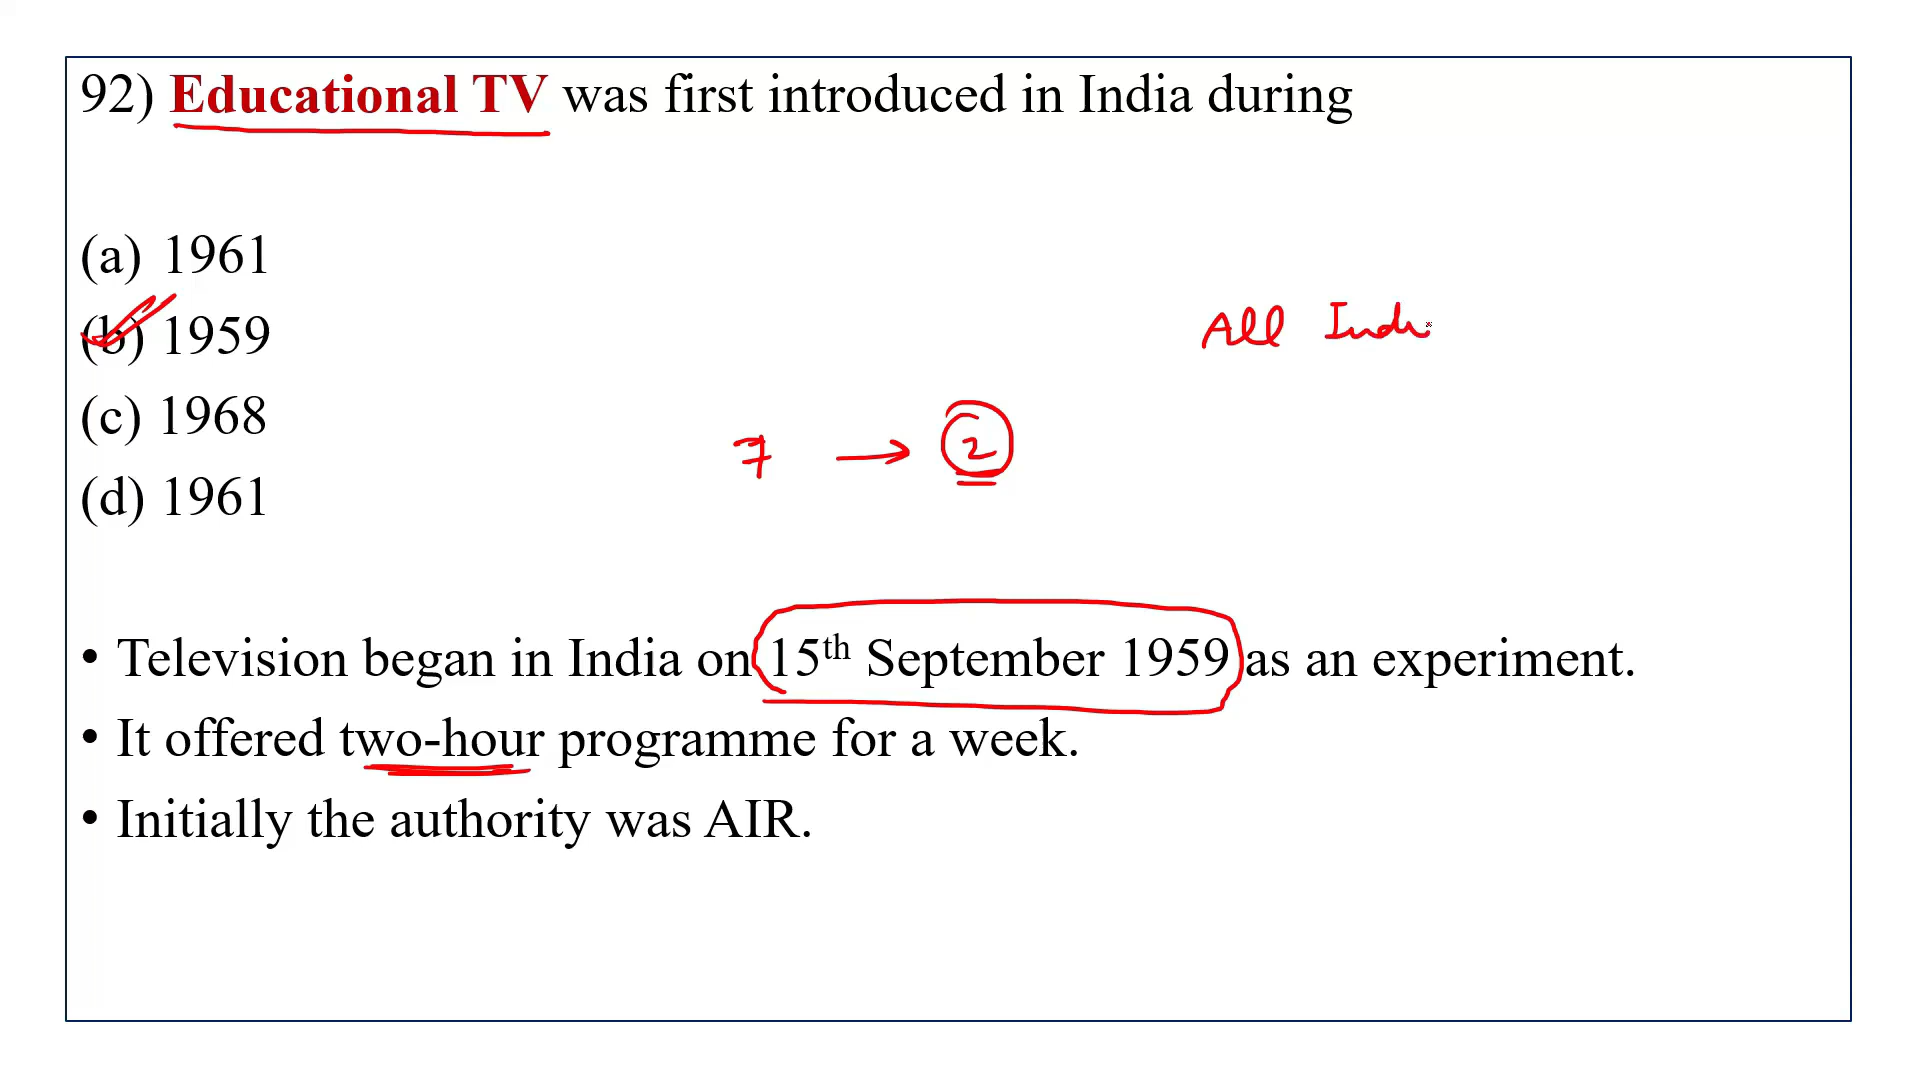 92) Educational TV was first introduced in India during
(a) 1961
(b) 1959
(c) 1968
(d) 1961
All Indi
7 → 2
• Television began in India on 15th September 1959 as an experiment.
• It offered two-hour programme for a week.
• Initially the authority was AIR.